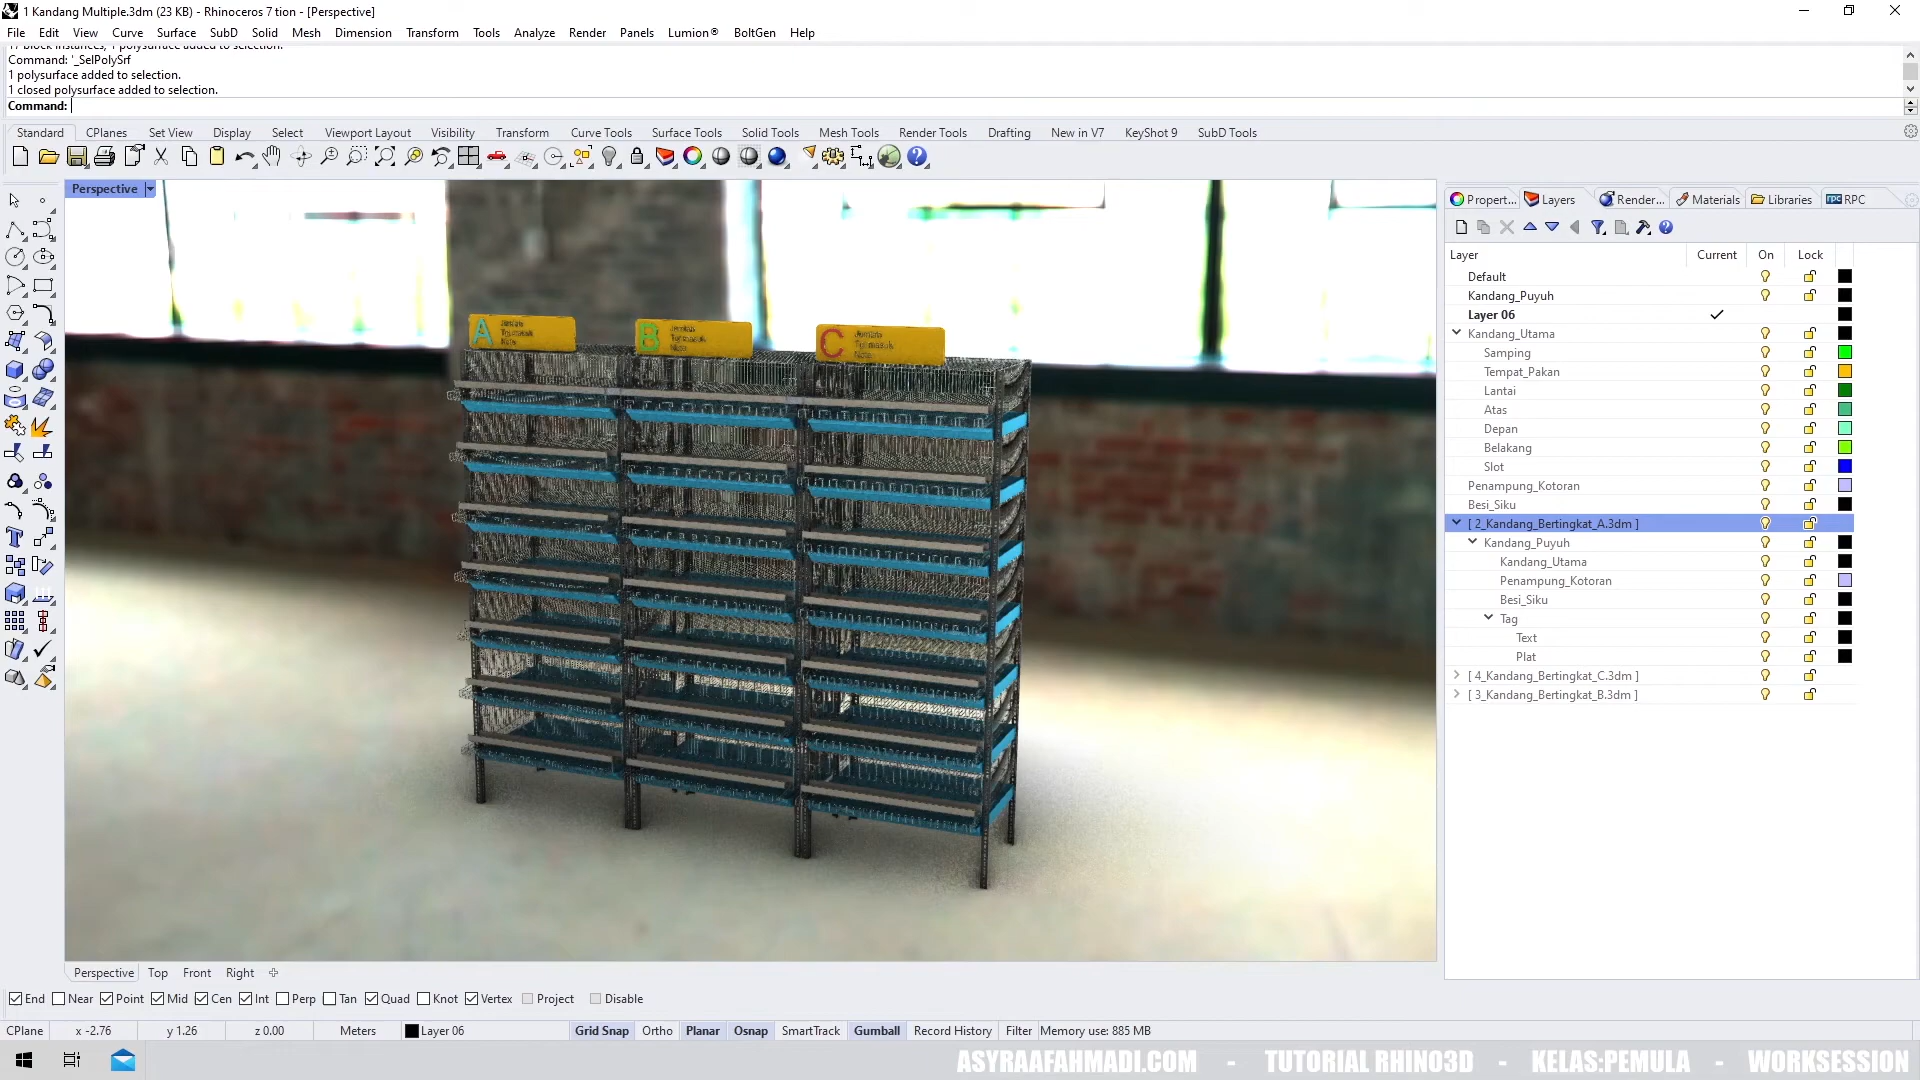 1 Kandang Multiple.3dm (23 KB) - Rhinoceros 7 tion - [Perspective]
File Edit View Curve Surface SubD Solid Mesh Dimension Transform Tools Analyze Render Panels Lumion® BoltGen Help
17 block instances, 1 polysurface added to selection.
Command: '_SelPolySrf
1 polysurface added to selection.
1 closed polysurface added to selection.
Command:
Standard CPlanes Set View Display Select Viewport Layout Visibility Transform Curve Tools Surface Tools Solid Tools Mesh Tools Render Tools Drafting New in V7 KeyShot 9 SubD Tools
Perspective
Propert... Layers Render... Materials Libraries RPC
Layer Current On Lock
Default
Kandang_Puyuh
Layer 06
Kandang_Utama
Samping
Tempat_Pakan
Lantai
Atas
Depan
Belakang
Slot
Penampung_Kotoran
Besi_Siku
[ 2_Kandang_Bertingkat_A.3dm ]
Kandang_Puyuh
Kandang_Utama
Penampung_Kotoran
Besi_Siku
Tag
Text
Plat
[ 4_Kandang_Bertingkat_C.3dm ]
[ 3_Kandang_Bertingkat_B.3dm ]
A
B
C
Perspective Top Front Right
End Near Point Mid Cen Int Perp Tan Quad Knot Vertex Project Disable
CPlane x -2.76 y 1.26 z 0.00 Meters Layer 06 Grid Snap Ortho Planar Osnap SmartTrack Gumball Record History Filter Memory use: 885 MB
ASYRAAFAHMADI.COM - TUTORIAL RHINO3D - KELAS:PEMULA - WORKSESSION